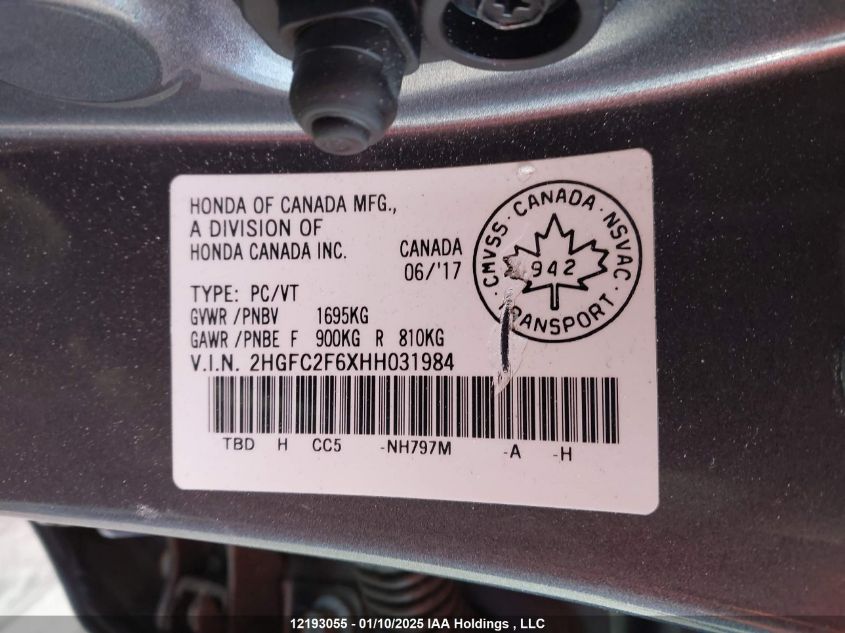 HONDA OF CANADA MFG.,
A DIVISION OF
HONDA CANADA INC.
CANADA
06/'17
TYPE: PC/VT
GVWR /PNBV 1695KG
GAWR /PNBE F 900KG R 810KG
V.I.N. 2HGFC2F6XHH031984
TBD H CC5 -NH797M -A -H
CMVSS · CANADA · NSVAC ·
942
TRANSPORT
12193055 - 01/10/2025 IAA Holdings , LLC